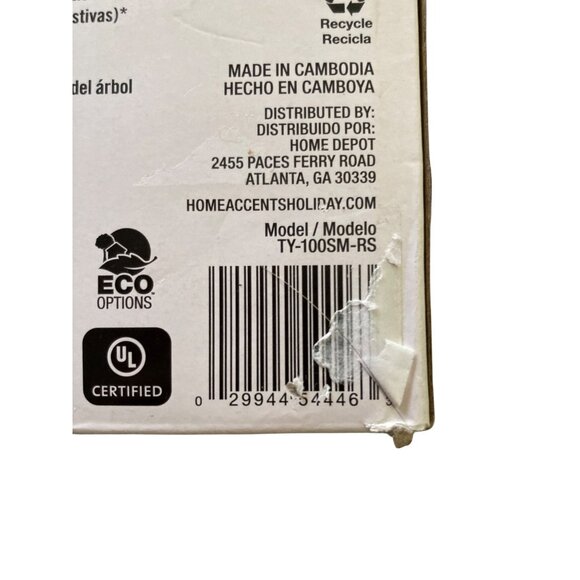 stivas)*
Recycle
Recicla
del árbol
MADE IN CAMBODIA
HECHO EN CAMBOYA
DISTRIBUTED BY:
DISTRIBUIDO POR:
HOME DEPOT
2455 PACES FERRY ROAD
ATLANTA, GA 30339
HOMEACCENTSHOLIDAY.COM
Model / Modelo
TY-100SM-RS
ECO
OPTIONS
UL
CERTIFIED
0 29944 54446